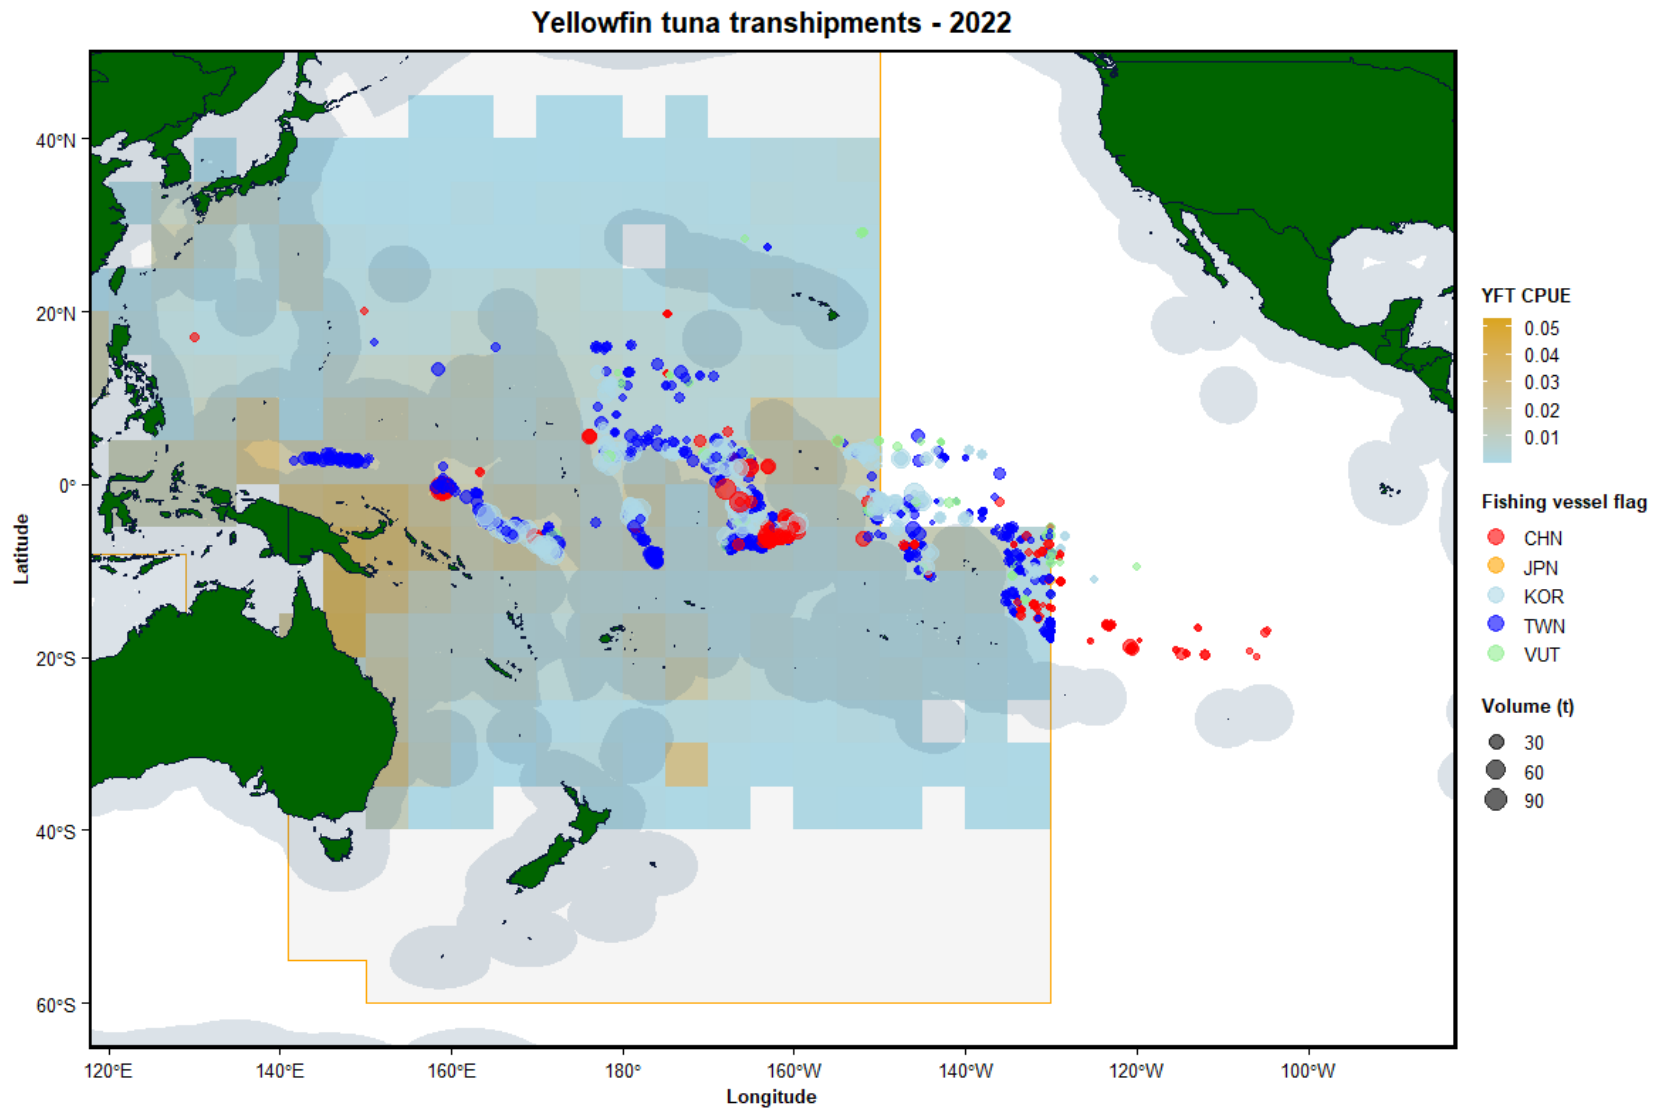 Yellowfin tuna transhipments - 2022
40°N
20°N
0°
20°S
40°S
60°S
Latitude
120°E
140°E
160°E
180°
160°W
140°W
120°W
100°W
Longitude
YFT CPUE
0.05
0.04
0.03
0.02
0.01
Fishing vessel flag
CHN
JPN
KOR
TWN
VUT
Volume (t)
30
60
90